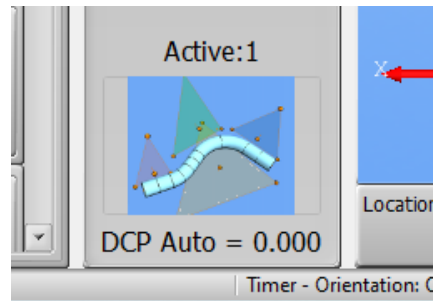 Active:1
X
DCP Auto = 0.000
Location
Timer - Orientation: